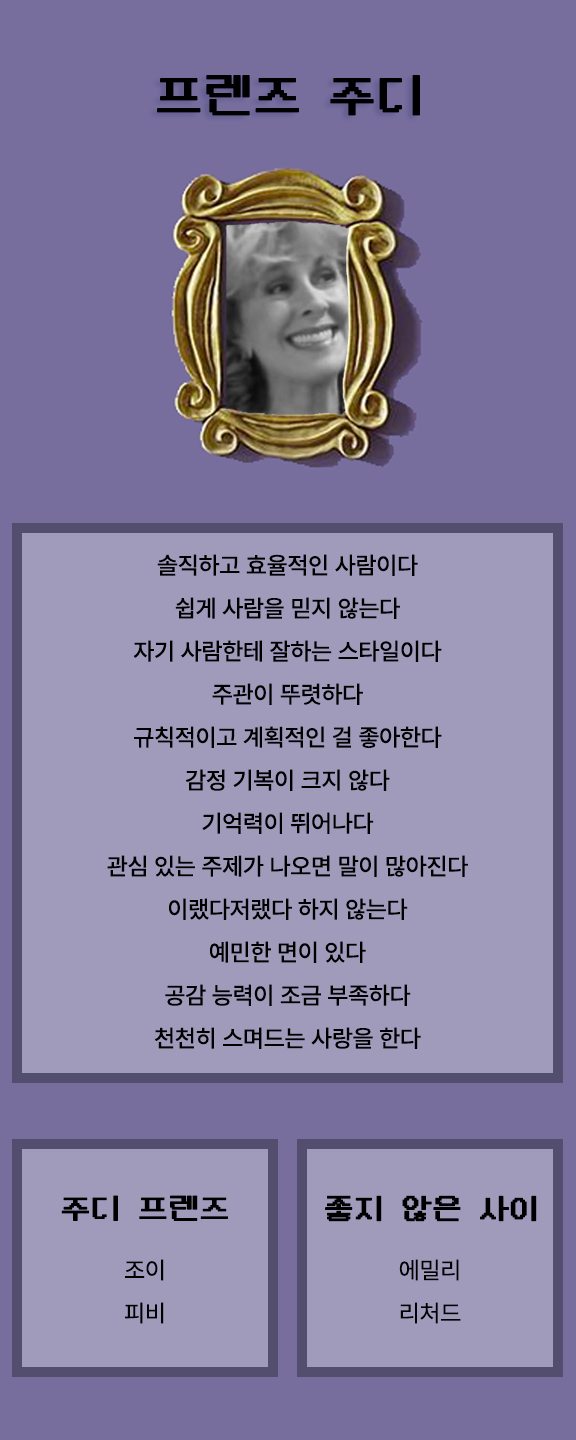 프렌즈 주디
솔직하고 효율적인 사람이다
쉽게 사람을 믿지 않는다
자기 사람한테 잘하는 스타일이다
주관이 뚜렷하다
규칙적이고 계획적인 걸 좋아한다
감정 기복이 크지 않다
기억력이 뛰어나다
관심 있는 주제가 나오면 말이 많아진다
이랬다저랬다 하지 않는다
예민한 면이 있다
공감 능력이 조금 부족하다
천천히 스며드는 사랑을 한다
주디 프렌즈
조이
피비
좋지 않은 사이
에밀리
리처드